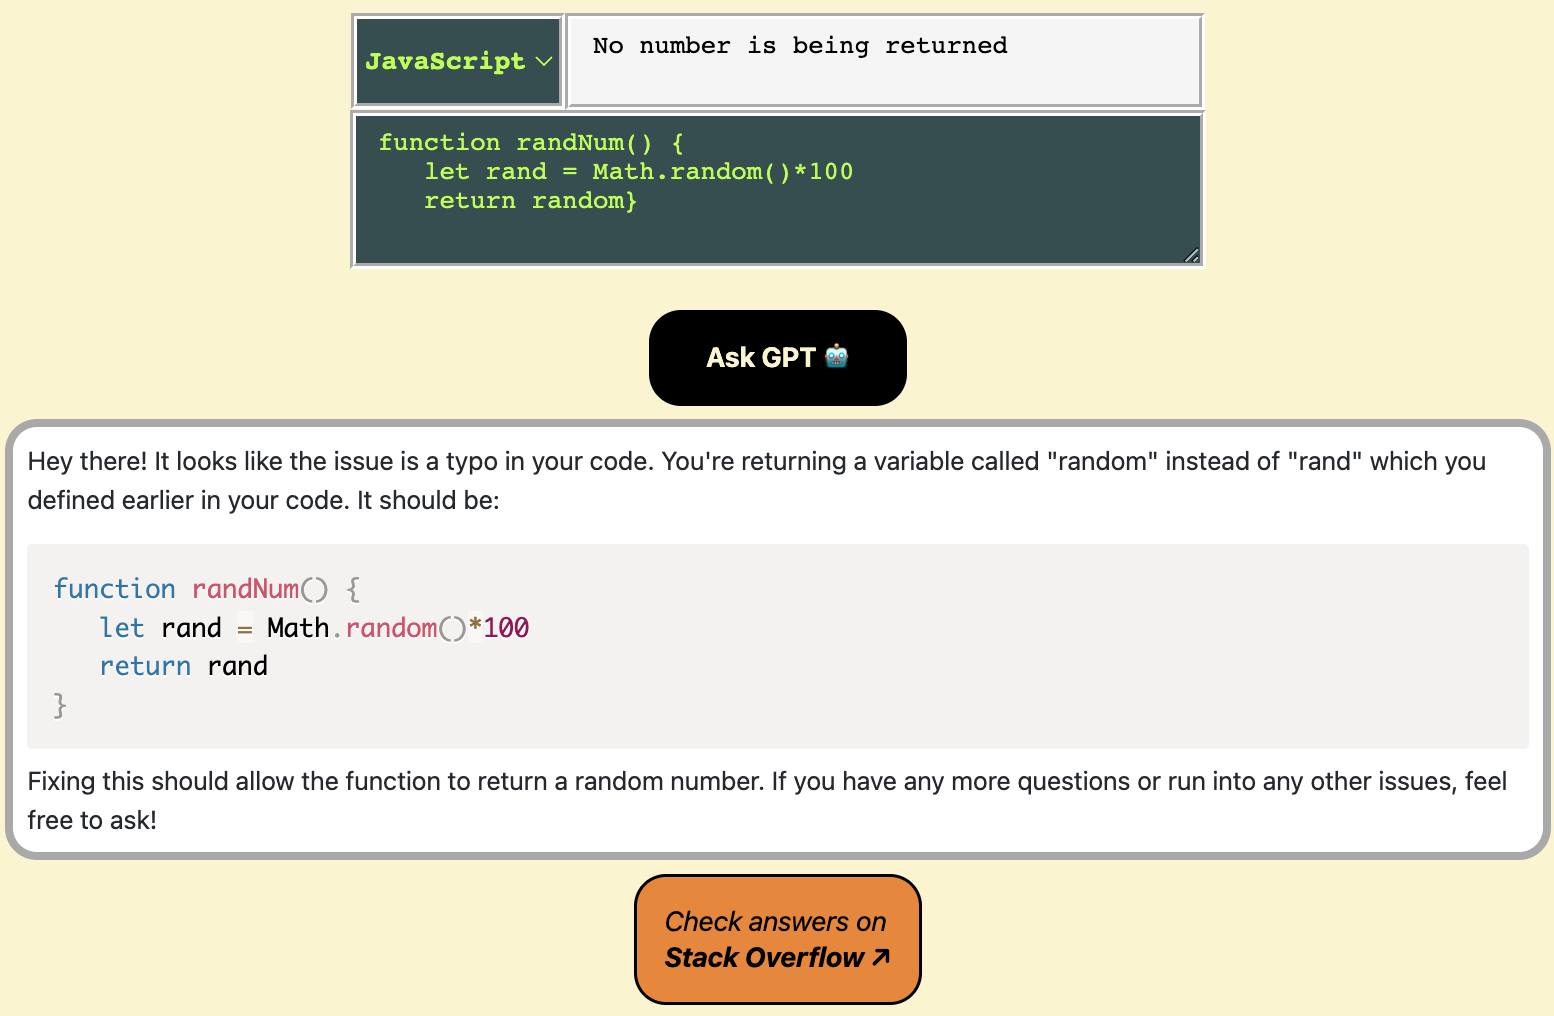 JavaScript
No number is being returned
function randNum() {
   let rand = Math.random()*100
   return random}
Ask GPT 🤖
Hey there! It looks like the issue is a typo in your code. You're returning a variable called "random" instead of "rand" which you
defined earlier in your code. It should be:
function randNum() {
   let rand = Math.random()*100
   return rand
}
Fixing this should allow the function to return a random number. If you have any more questions or run into any other issues, feel
free to ask!
Check answers on
Stack Overflow ↗